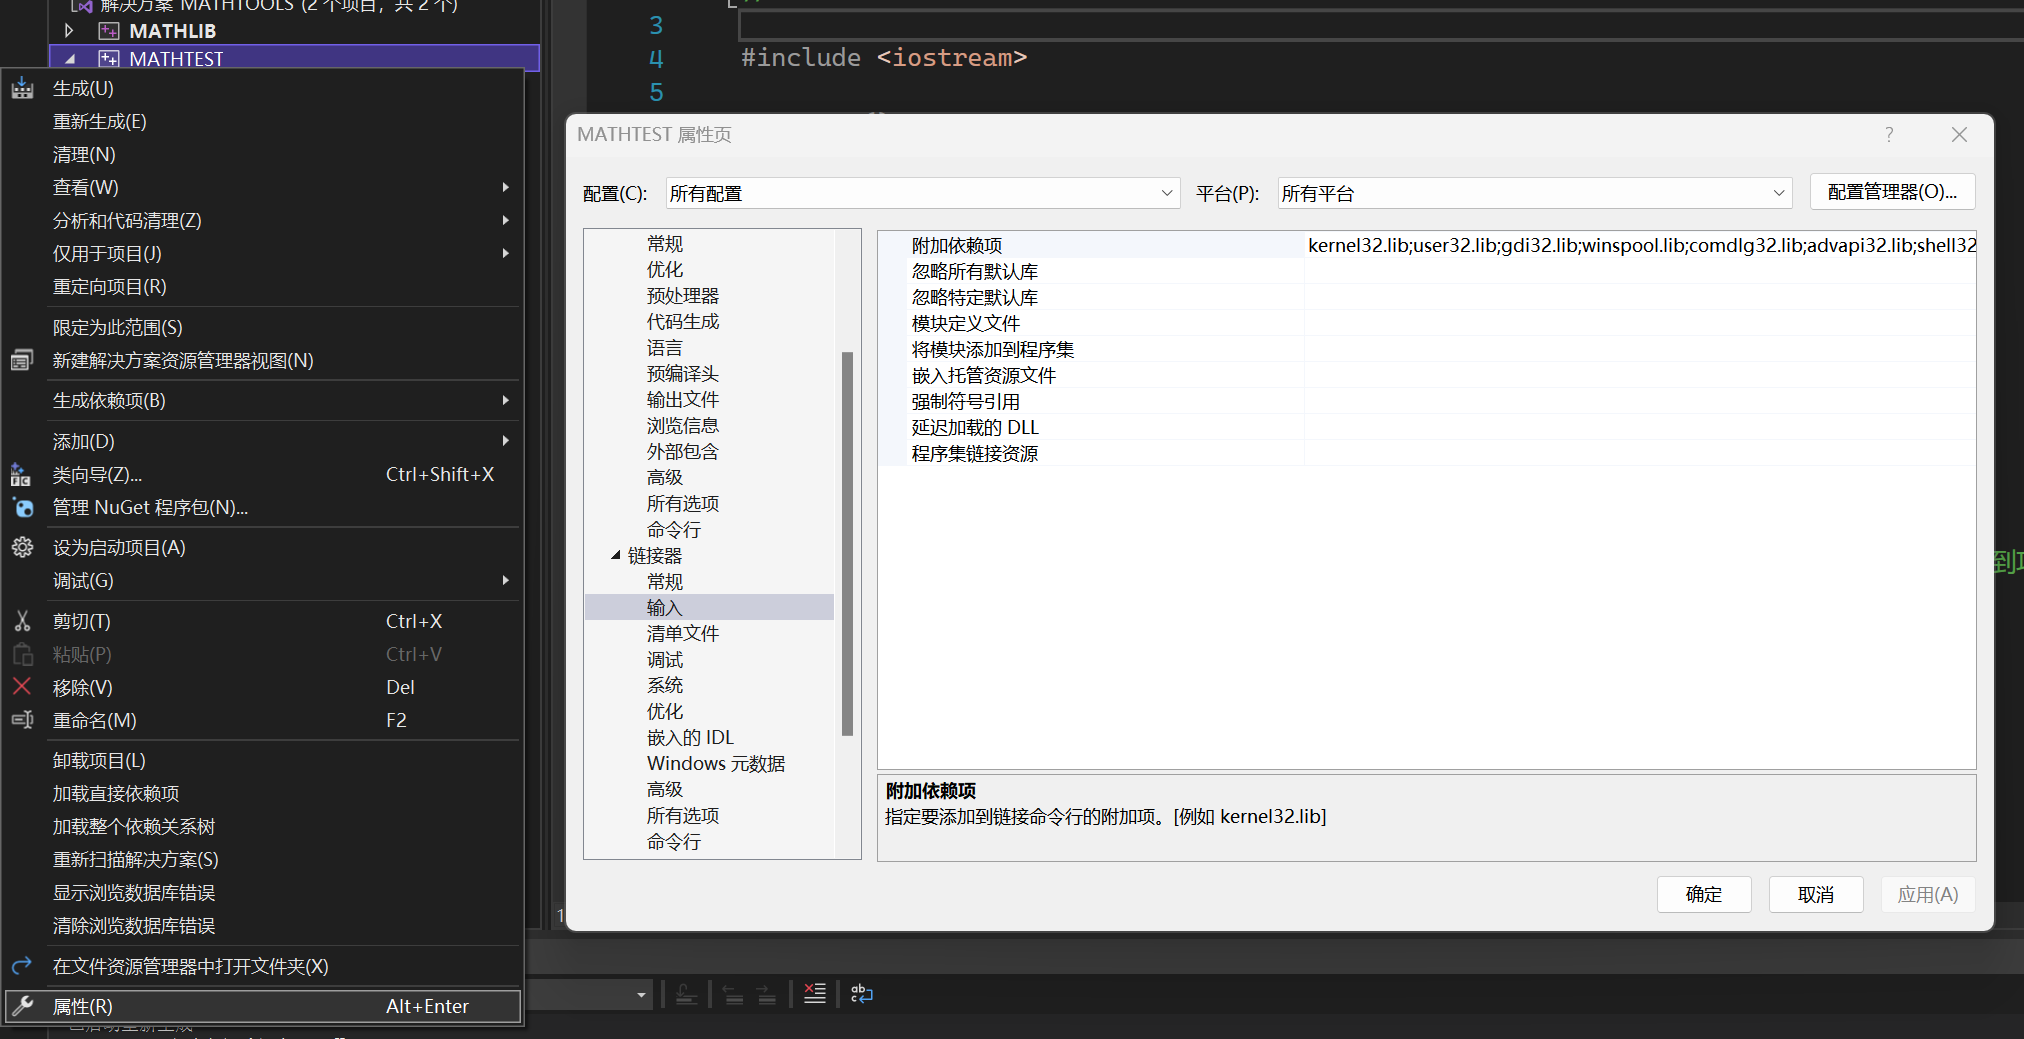 解决方案 MATHTOOLS (2 个项目，共 2 个)
MATHLIB
MATHTEST
生成(U)
重新生成(E)
清理(N)
查看(W)
分析和代码清理(Z)
仅用于项目(J)
重定向项目(R)
限定为此范围(S)
新建解决方案资源管理器视图(N)
生成依赖项(B)
添加(D)
类向导(Z)... Ctrl+Shift+X
管理 NuGet 程序包(N)...
设为启动项目(A)
调试(G)
剪切(T) Ctrl+X
粘贴(P) Ctrl+V
移除(V) Del
重命名(M) F2
卸载项目(L)
加载直接依赖项
加载整个依赖关系树
重新扫描解决方案(S)
显示浏览数据库错误
清除浏览数据库错误
在文件资源管理器中打开文件夹(X)
属性(R) Alt+Enter
3
4 #include <iostream>
5
MATHTEST 属性页 ?
配置(C): 所有配置 平台(P): 所有平台 配置管理器(O)...
常规
优化
预处理器
代码生成
语言
预编译头
输出文件
浏览信息
外部包含
高级
所有选项
命令行
链接器
常规
输入
清单文件
调试
系统
优化
嵌入的 IDL
Windows 元数据
高级
所有选项
命令行
附加依赖项 kernel32.lib;user32.lib;gdi32.lib;winspool.lib;comdlg32.lib;advapi32.lib;shell32
忽略所有默认库
忽略特定默认库
模块定义文件
将模块添加到程序集
嵌入托管资源文件
强制符号引用
延迟加载的 DLL
程序集链接资源
附加依赖项
指定要添加到链接命令行的附加项。[例如 kernel32.lib]
确定 取消 应用(A)
到
1